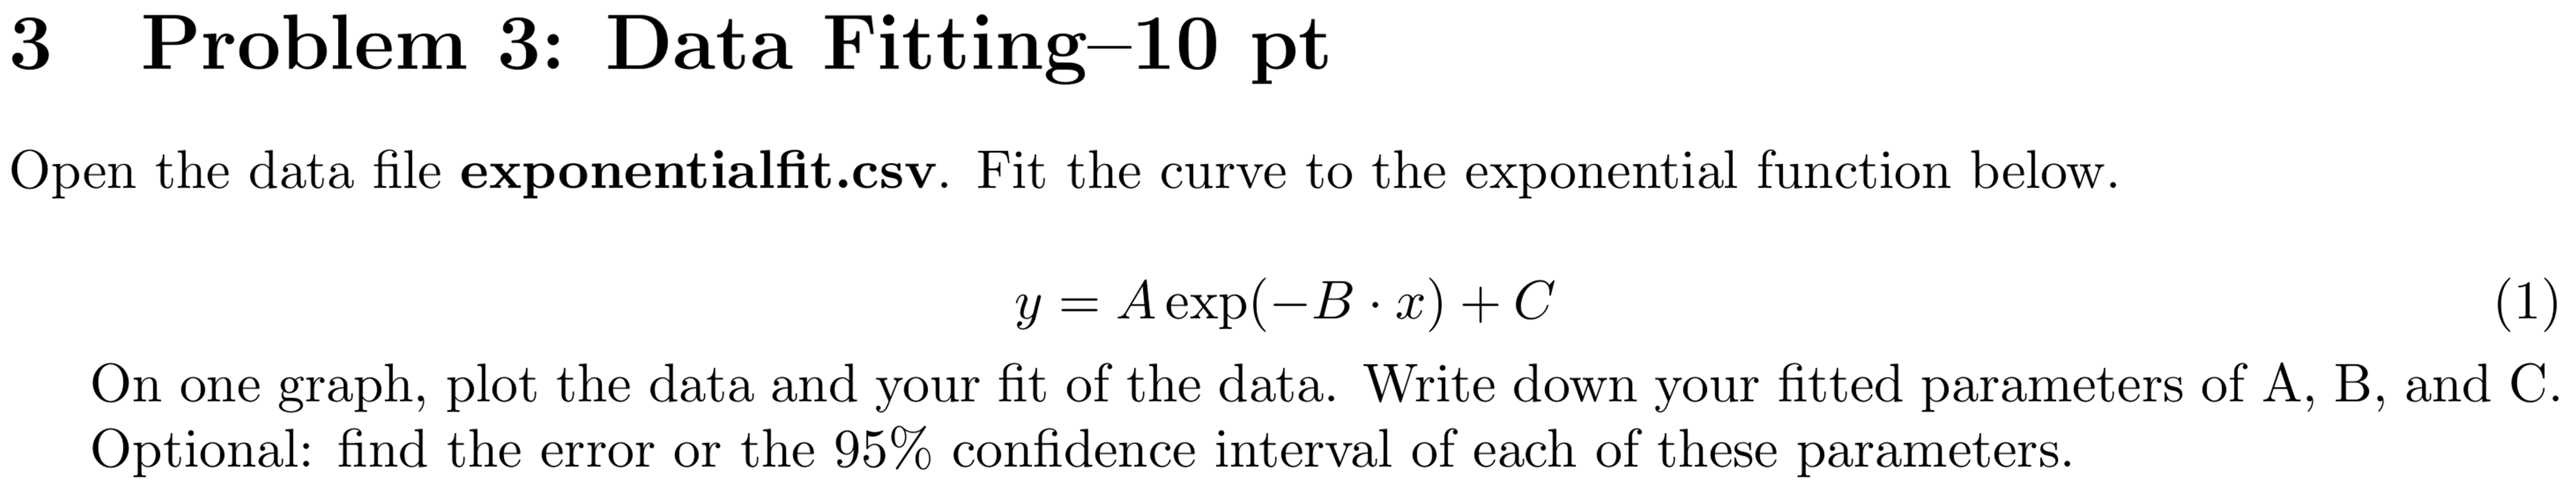 3 Problem 3: Data Fitting–10 pt
Open the data file exponentialfit.csv. Fit the curve to the exponential function below.
y = A exp(−B · x) + C (1)
On one graph, plot the data and your fit of the data. Write down your fitted parameters of A, B, and C.
Optional: find the error or the 95% confidence interval of each of these parameters.